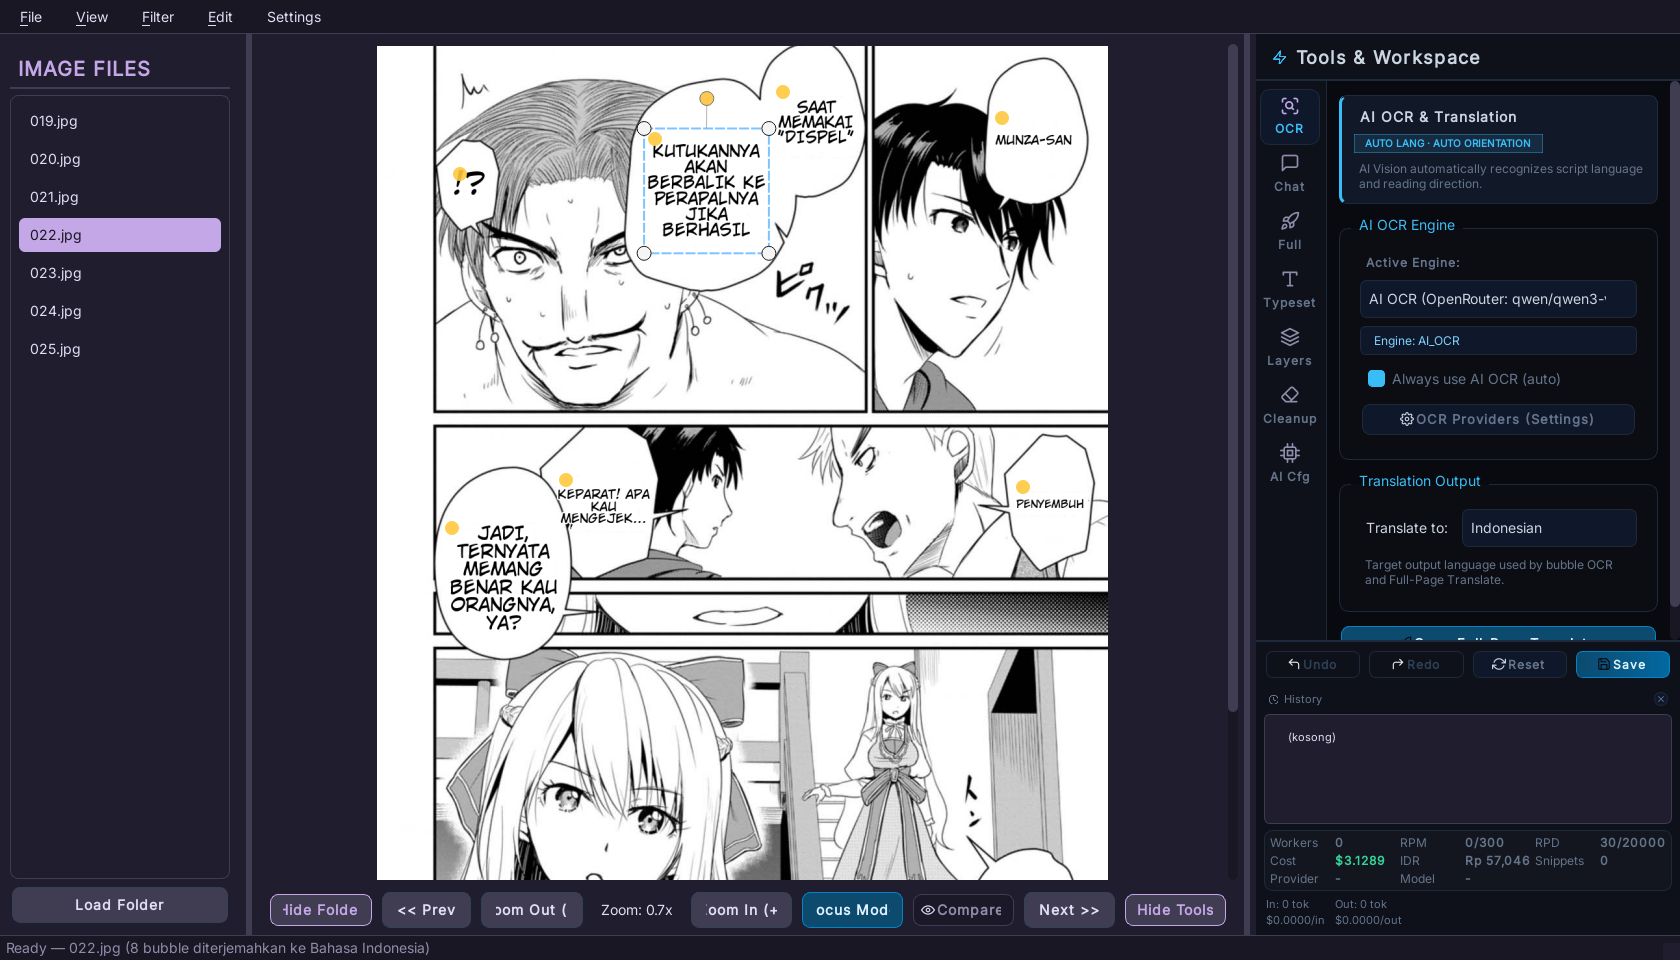 File View Filter Edit Settings
IMAGE FILES
019.jpg
020.jpg
021.jpg
022.jpg
023.jpg
024.jpg
025.jpg
Load Folder
SAAT
MEMAKAI
"DISPEL"
KUTUKANNYA
AKAN
BERBALIK KE
PERAPALNYA
JIKA
BERHASIL
!?
MUNZA-SAN
KEPARAT! APA
KAU
MENGEJEK...
PENYEMBUH
JADI,
TERNYATA
MEMANG
BENAR KAU
ORANGNYA,
YA?
Hide Folde
<< Prev
oom Out (
Zoom: 0.7x
oom In (+
ocus Mod
Compare
Next >>
Hide Tools
Tools & Workspace
OCR
Chat
Full
Typeset
Layers
Cleanup
AI Cfg
AI OCR & Translation
AUTO LANG · AUTO ORIENTATION
AI Vision automatically recognizes script language
and reading direction.
AI OCR Engine
Active Engine:
AI OCR (OpenRouter: qwen/qwen3-
Engine: AI_OCR
Always use AI OCR (auto)
OCR Providers (Settings)
Translation Output
Translate to: Indonesian
Target output language used by bubble OCR
and Full-Page Translate.
Undo Redo Reset Save
History
(kosong)
Workers 0 RPM 0/300 RPD 30/20000
Cost $3.1289 IDR Rp 57,046 Snippets 0
Provider - Model -
In: 0 tok Out: 0 tok
$0.0000/in $0.0000/out
Ready — 022.jpg (8 bubble diterjemahkan ke Bahasa Indonesia)